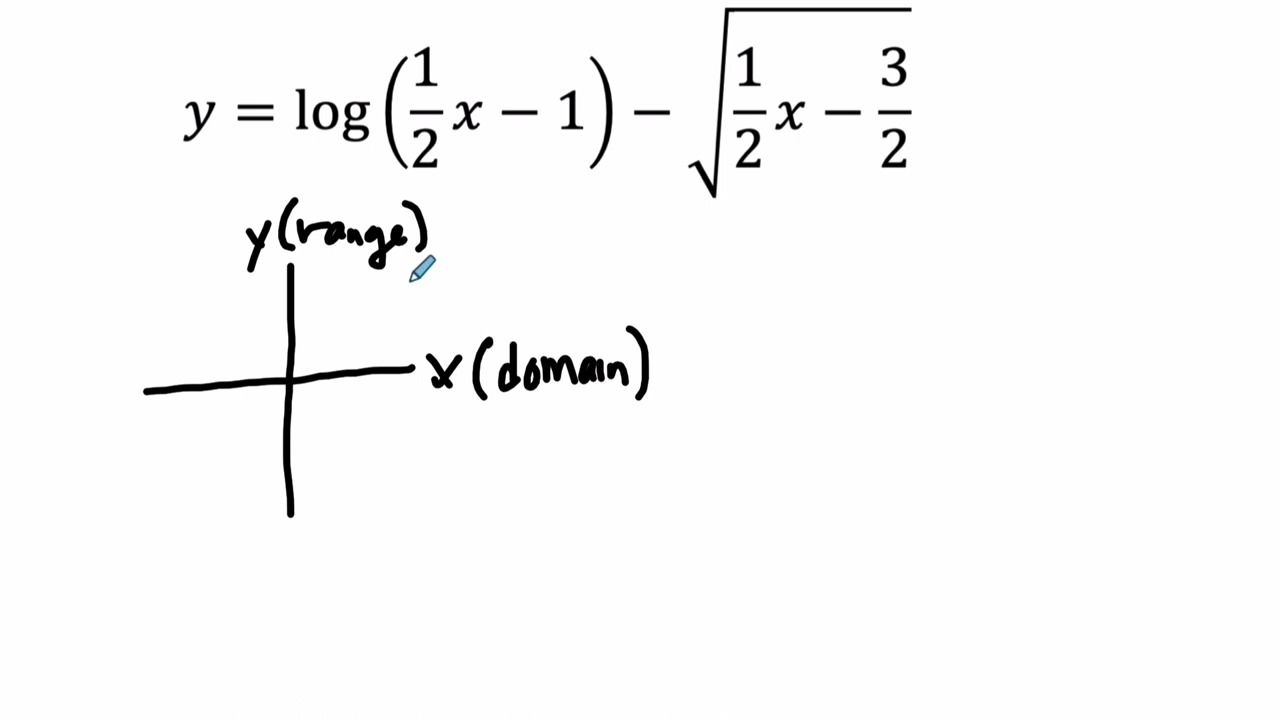 y = log(1/2 x − 1) − √(1/2 x − 3/2)
y (range)
x (domain)